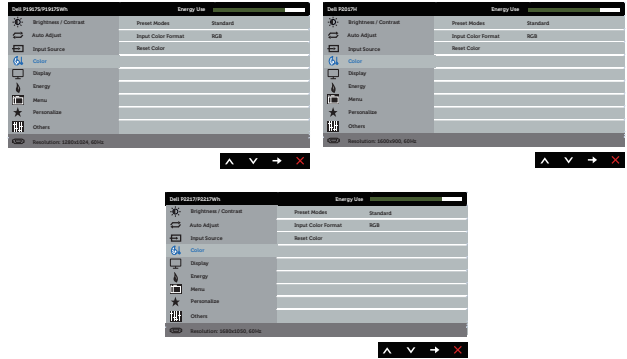 Dell P1917S/P1917SWh Energy Use
Brightness / Contrast Preset Modes Standard
Auto Adjust Input Color Format RGB
Input Source Reset Color
Color
Display
Energy
Menu
Personalize
Others
Resolution: 1280x1024, 60Hz
Dell P2017H Energy Use
Brightness / Contrast Preset Modes Standard
Auto Adjust Input Color Format RGB
Input Source Reset Color
Color
Display
Energy
Menu
Personalize
Others
Resolution: 1600x900, 60Hz
Dell P2217/P2217Wh Energy Use
Brightness / Contrast Preset Modes Standard
Auto Adjust Input Color Format RGB
Input Source Reset Color
Color
Display
Energy
Menu
Personalize
Others
Resolution: 1680x1050, 60Hz